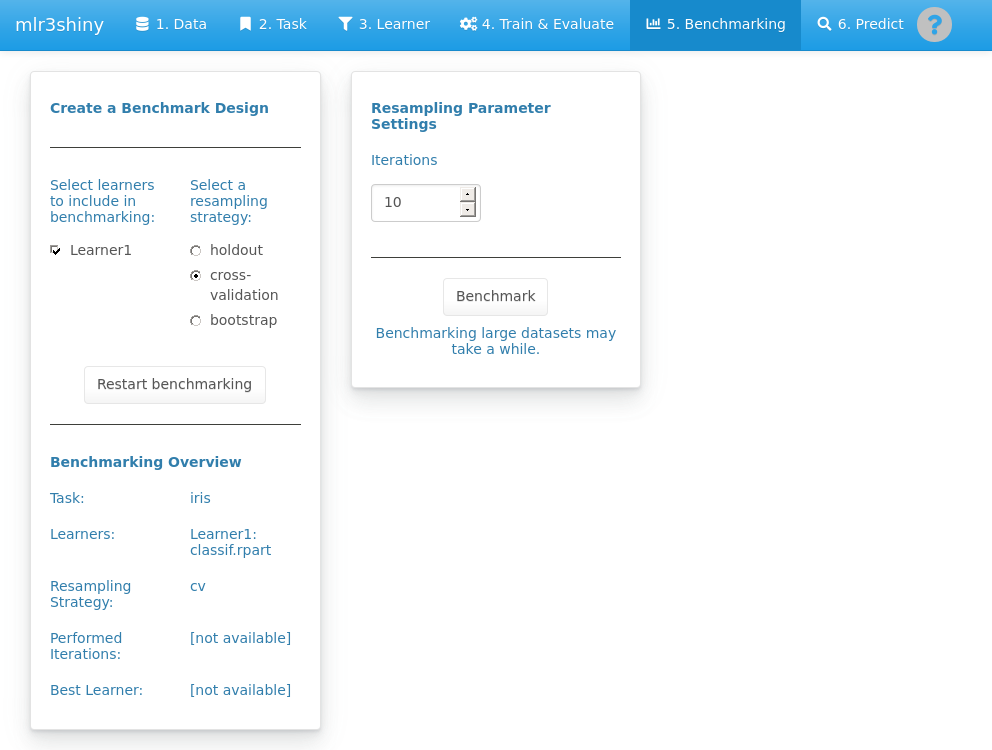 mlr3shiny 1. Data 2. Task 3. Learner 4. Train & Evaluate 5. Benchmarking 6. Predict ?
Create a Benchmark Design
Select learners
to include in
benchmarking:
Learner1
Select a
resampling
strategy:
holdout
cross-
validation
bootstrap
Restart benchmarking
Benchmarking Overview
Task: iris
Learners: Learner1:
classif.rpart
Resampling
Strategy:
cv
Performed
Iterations:
[not available]
Best Learner: [not available]
Resampling Parameter
Settings
Iterations
10
Benchmark
Benchmarking large datasets may
take a while.